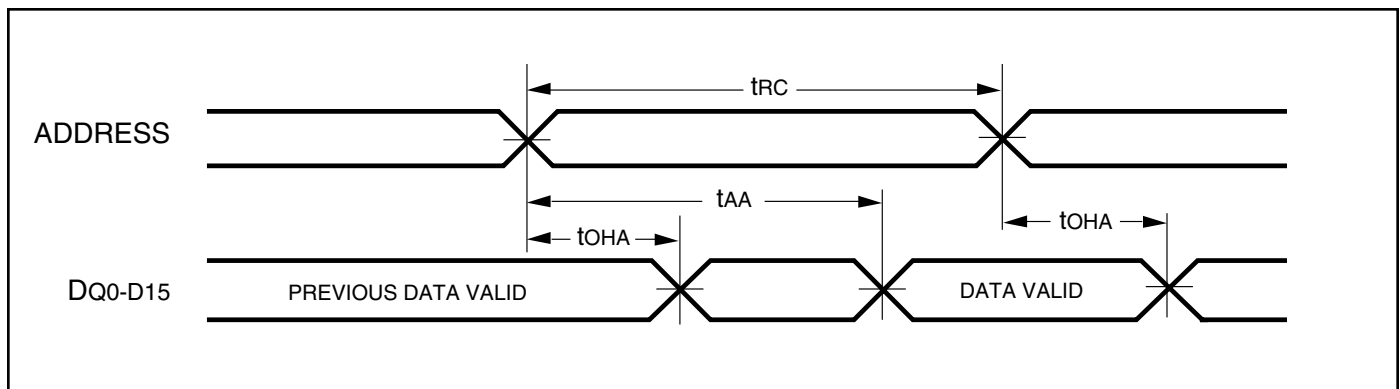 tRC
ADDRESS
tAA
tOHA
tOHA
DQ0-D15
PREVIOUS DATA VALID
DATA VALID